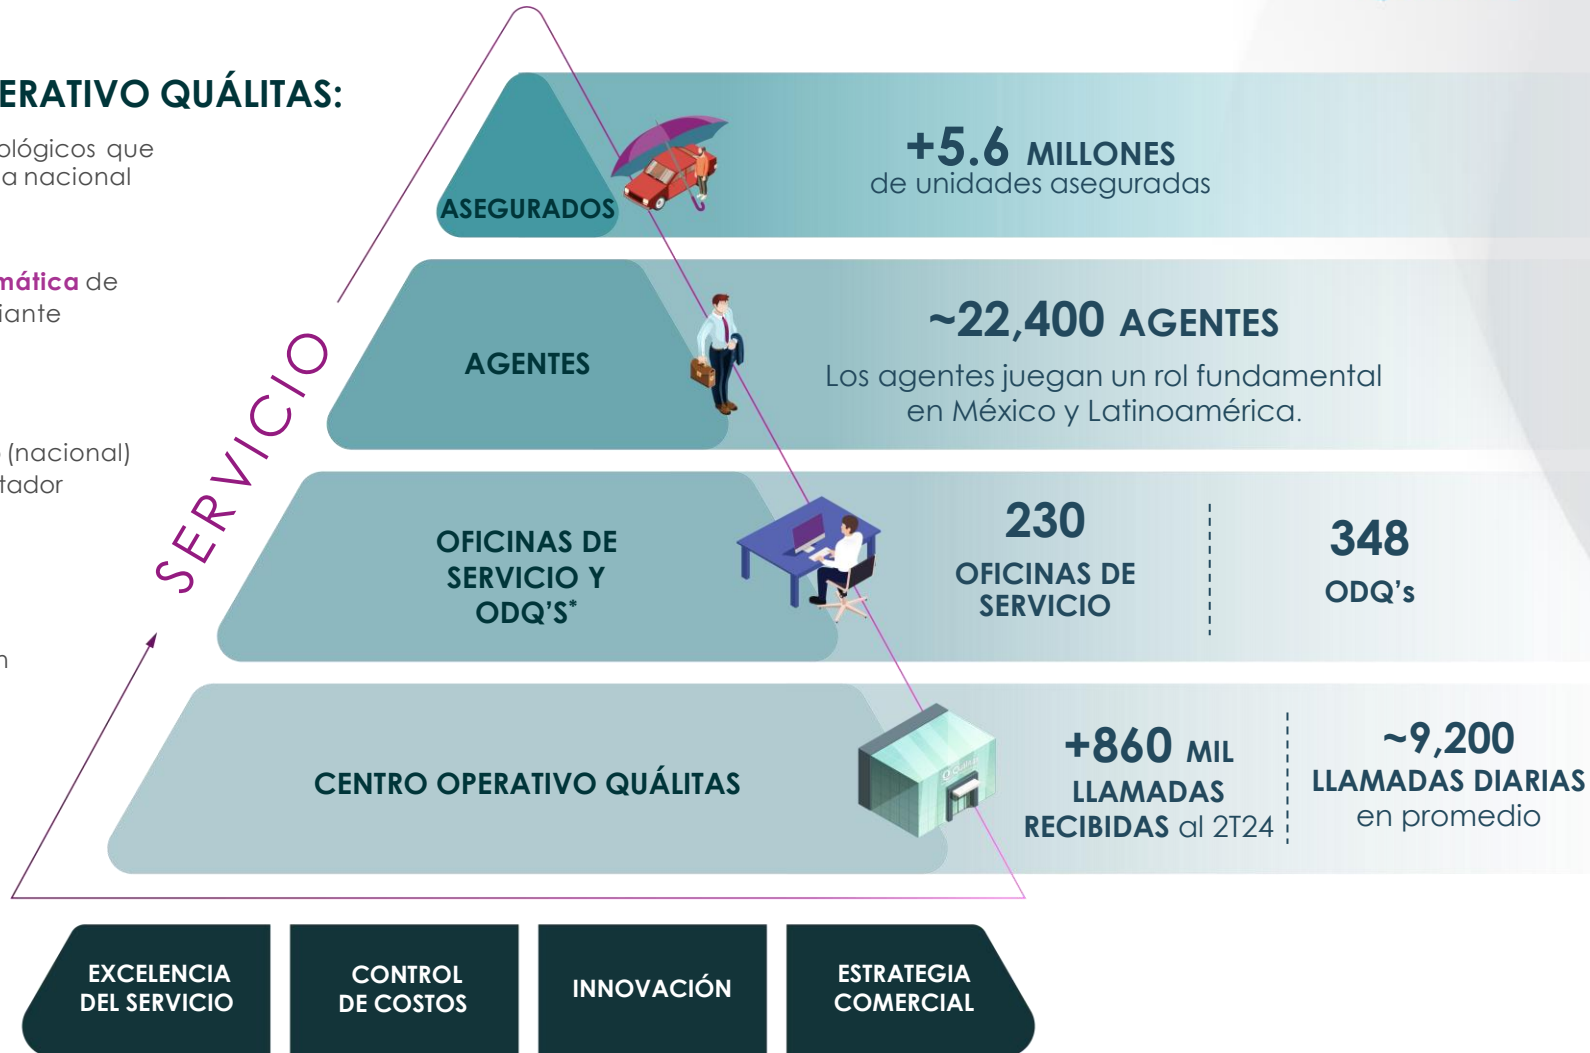 ERATIVO QUÁLITAS:
ológicos que
a nacional
mática de
iante
(nacional)
tador
n
SERVICIO
ASEGURADOS
+5.6 MILLONES
de unidades aseguradas
AGENTES
~22,400 AGENTES
Los agentes juegan un rol fundamental
en México y Latinoamérica.
OFICINAS DE
SERVICIO Y
ODQ'S*
230
OFICINAS DE
SERVICIO
348
ODQ's
CENTRO OPERATIVO QUÁLITAS
Quálitas
+860 MIL
LLAMADAS
RECIBIDAS al 2T24
~9,200
LLAMADAS DIARIAS
en promedio
EXCELENCIA
DEL SERVICIO
CONTROL
DE COSTOS
INNOVACIÓN
ESTRATEGIA
COMERCIAL